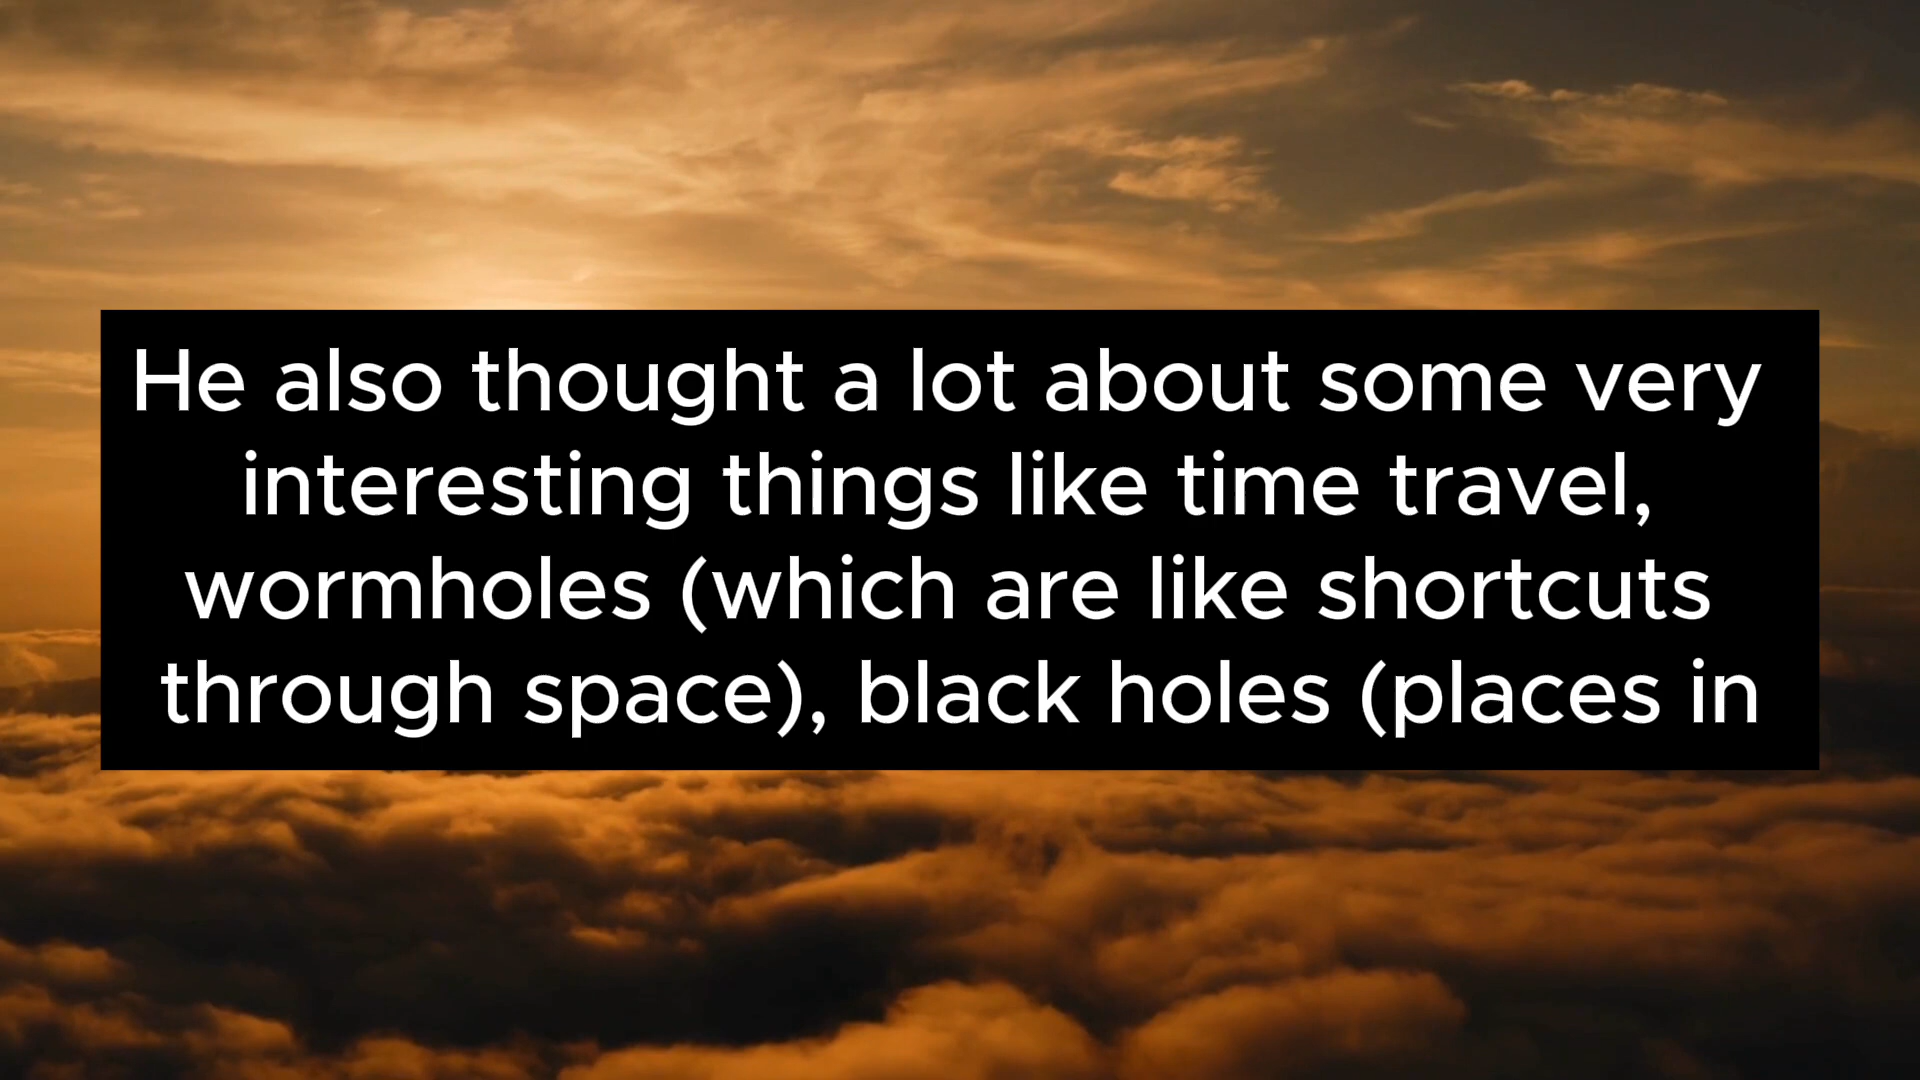 He also thought a lot about some very
interesting things like time travel,
wormholes (which are like shortcuts
through space), black holes (places in